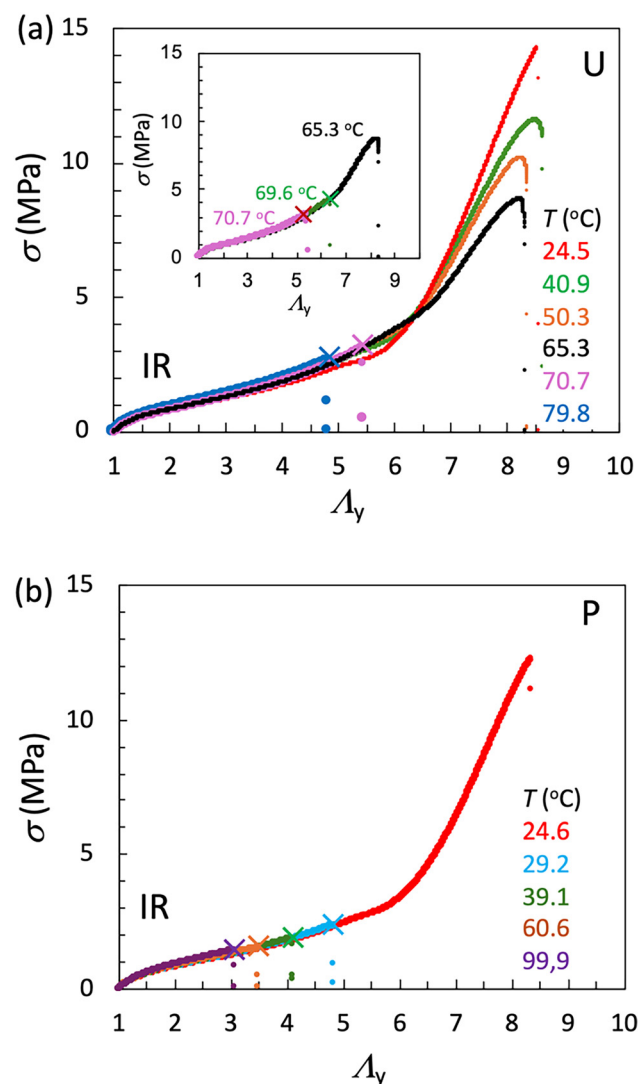 (a)
U
15
10
5
0
σ (MPa)
1 2 3 4 5 6 7 8 9 10
Λy
IR
15
10
5
0
σ (MPa)
1 3 5 7 9
Λy
65.3 °C
69.6 °C
70.7 °C
T (°C)
24.5
40.9
50.3
65.3
70.7
79.8
(b)
P
15
10
5
0
σ (MPa)
1 2 3 4 5 6 7 8 9 10
Λy
IR
T (°C)
24.6
29.2
39.1
60.6
99,9